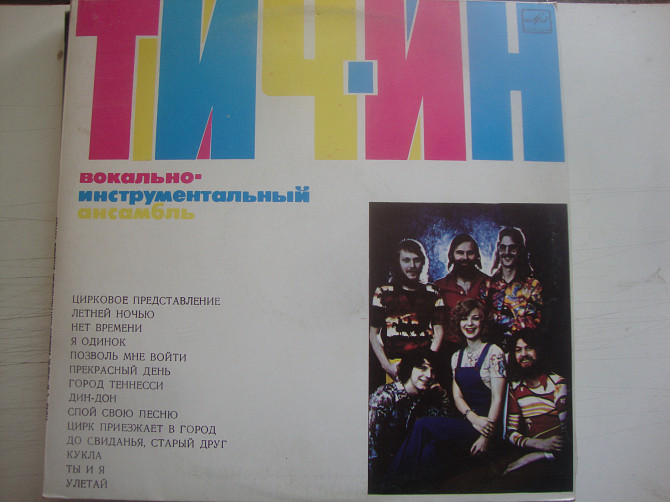 ТИЧ-ИН
вокально-
инструментальный
ансамбль
ЦИРКОВОЕ ПРЕДСТАВЛЕНИЕ
ЛЕТНЕЙ НОЧЬЮ
НЕТ ВРЕМЕНИ
Я ОДИНОК
ПОЗВОЛЬ МНЕ ВОЙТИ
ПРЕКРАСНЫЙ ДЕНЬ
ГОРОД ТЕННЕССИ
ДИН-ДОН
СПОЙ СВОЮ ПЕСНЮ
ЦИРК ПРИЕЗЖАЕТ В ГОРОД
ДО СВИДАНЬЯ, СТАРЫЙ ДРУГ
КУКЛА
ТЫ И Я
УЛЕТАЙ